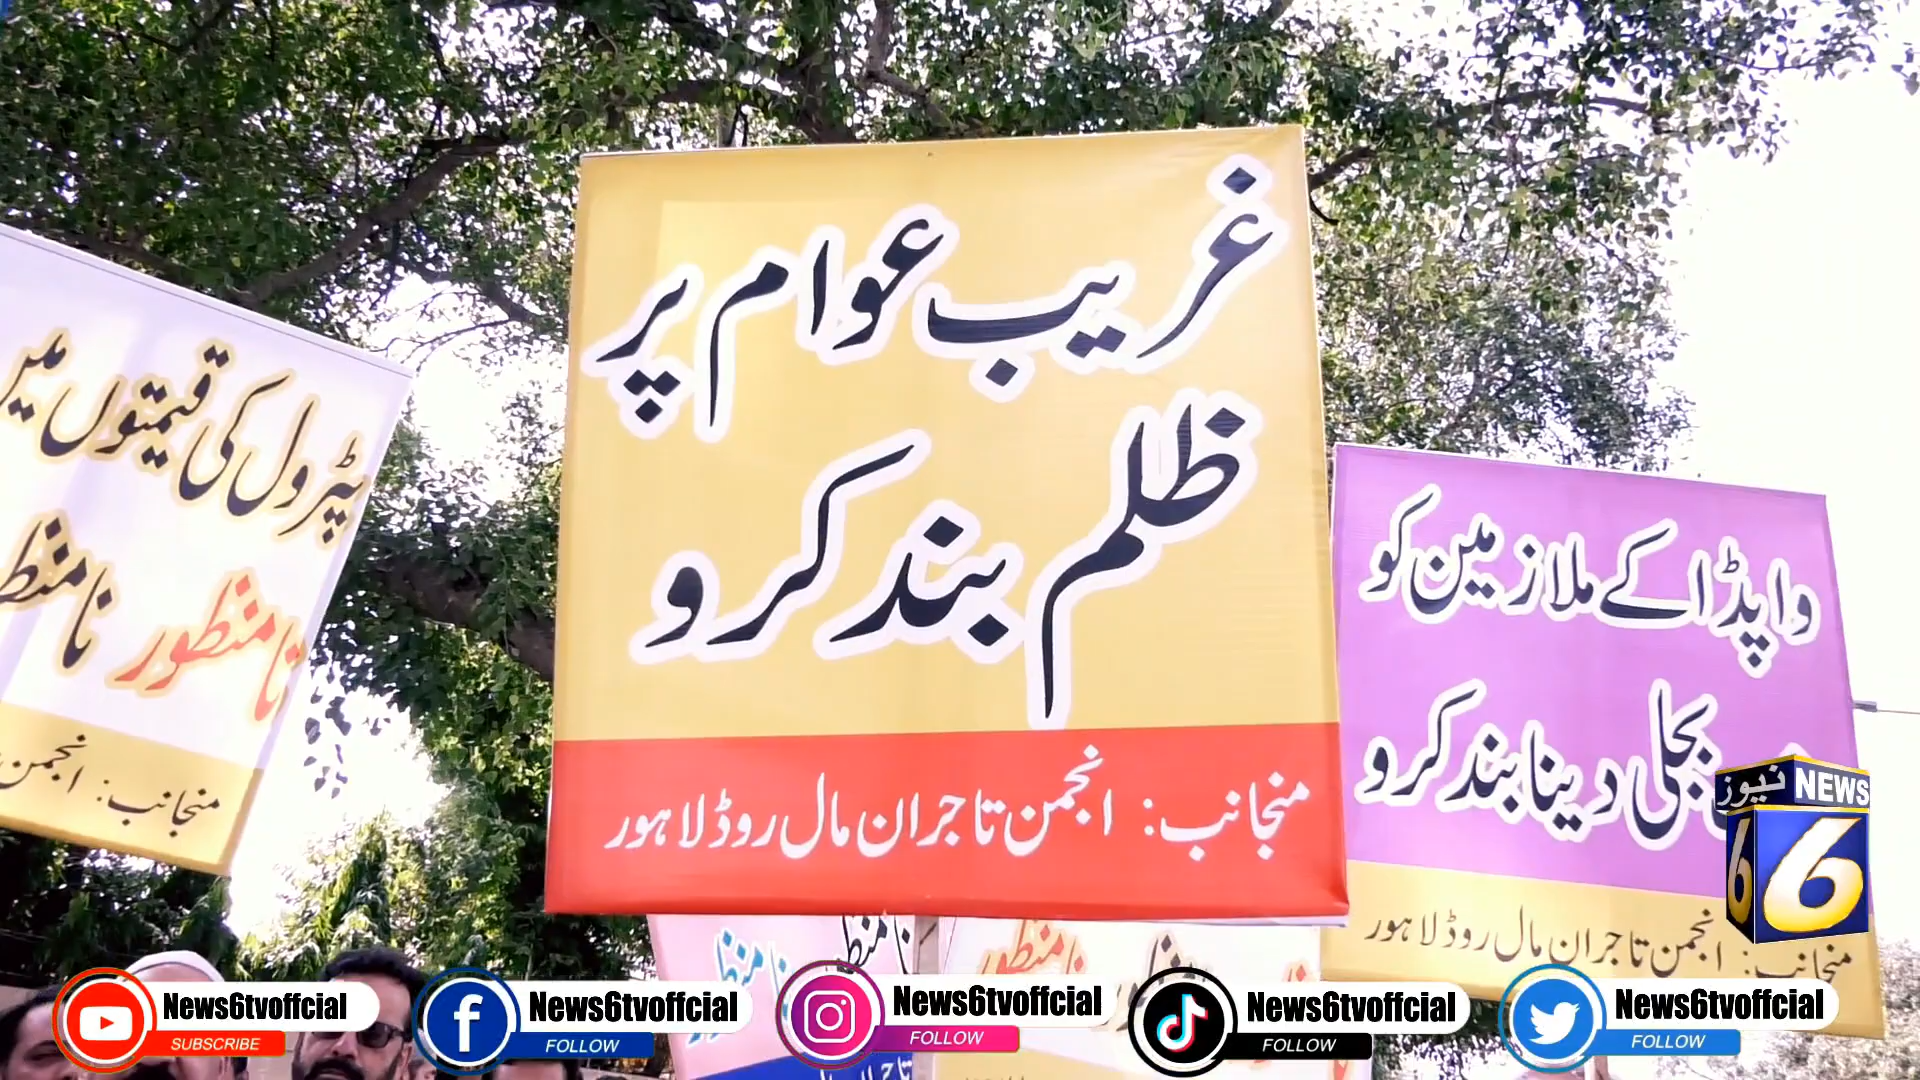 غریب عوام پر
ظلم بند کرو
منجانب: انجمن تاجران مال روڈ لاہور
پٹرول کی قیمتوں میں
نامنظور
منجانب: انجمن
واپڈا کے ملازمین کو
بجلی دینا بند کرو
منجانب: انجمن تاجران مال روڈ لاہور
نامنظور
نیوز NEWS
6 6
News6tvoffcial
SUBSCRIBE
News6tvoffcial
FOLLOW
News6tvoffcial
FOLLOW
News6tvoffcial
FOLLOW
News6tvoffcial
FOLLOW